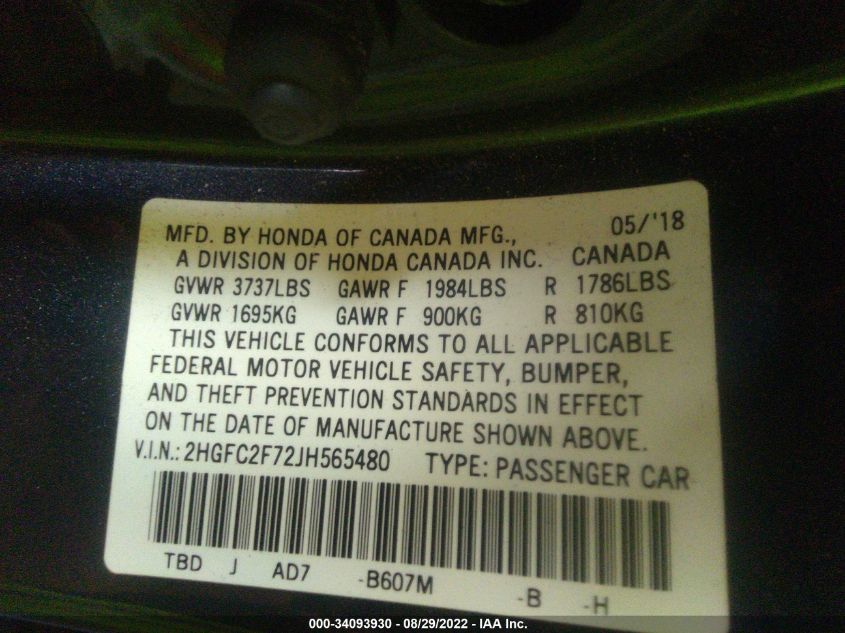 MFD. BY HONDA OF CANADA MFG., 05/'18
A DIVISION OF HONDA CANADA INC. CANADA
GVWR 3737LBS GAWR F 1984LBS R 1786LBS
GVWR 1695KG GAWR F 900KG R 810KG
THIS VEHICLE CONFORMS TO ALL APPLICABLE
FEDERAL MOTOR VEHICLE SAFETY, BUMPER,
AND THEFT PREVENTION STANDARDS IN EFFECT
ON THE DATE OF MANUFACTURE SHOWN ABOVE.
V.I.N.: 2HGFC2F72JH565480 TYPE: PASSENGER CAR
TBD J AD7 -B607M -B -H
000-34093930 - 08/29/2022 - IAA Inc.